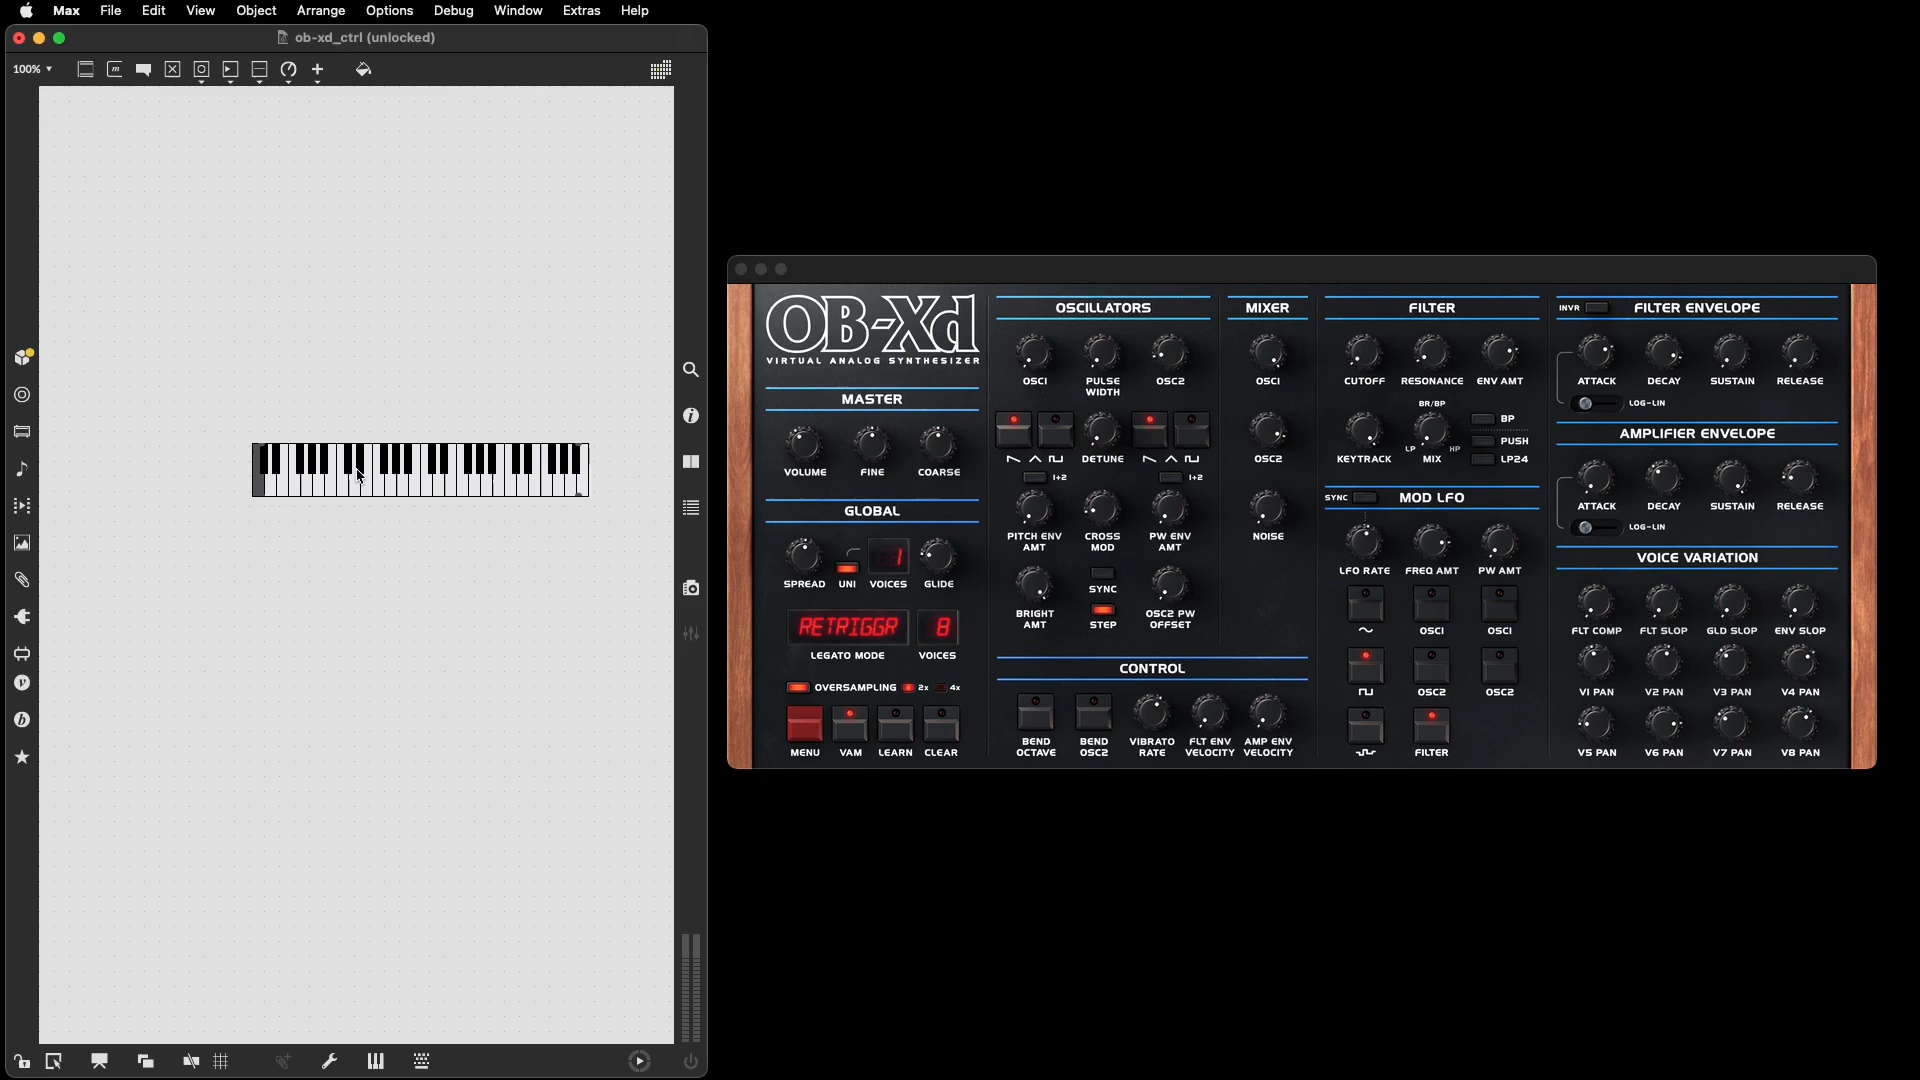 Max File Edit View Object Arrange Options Debug Window Extras Help
ob-xd_ctrl (unlocked)
100%
OB-Xd
VIRTUAL ANALOG SYNTHESIZER
MASTER
VOLUME FINE COARSE
GLOBAL
1
SPREAD UNI VOICES GLIDE
RETRIGGR 8
LEGATO MODE VOICES
OVERSAMPLING 2x 4x
MENU VAM LEARN CLEAR
OSCILLATORS
OSC1 PULSE WIDTH OSC2
DETUNE
1+2 1+2
PITCH ENV AMT CROSS MOD PW ENV AMT
SYNC
BRIGHT AMT STEP OSC2 PW OFFSET
MIXER
OSC1
OSC2
NOISE
CONTROL
BEND OCTAVE BEND OSC2 VIBRATO RATE FLT ENV VELOCITY AMP ENV VELOCITY
FILTER
CUTOFF RESONANCE ENV AMT
BR/BP
BP
PUSH
LP HP
KEYTRACK MIX LP24
SYNC MOD LFO
LFO RATE FREQ AMT PW AMT
OSC1 OSC1
OSC2 OSC2
FILTER
INVR FILTER ENVELOPE
ATTACK DECAY SUSTAIN RELEASE
LOG-LIN
AMPLIFIER ENVELOPE
ATTACK DECAY SUSTAIN RELEASE
LOG-LIN
VOICE VARIATION
FLT COMP FLT SLOP GLD SLOP ENV SLOP
V1 PAN V2 PAN V3 PAN V4 PAN
V5 PAN V6 PAN V7 PAN V8 PAN